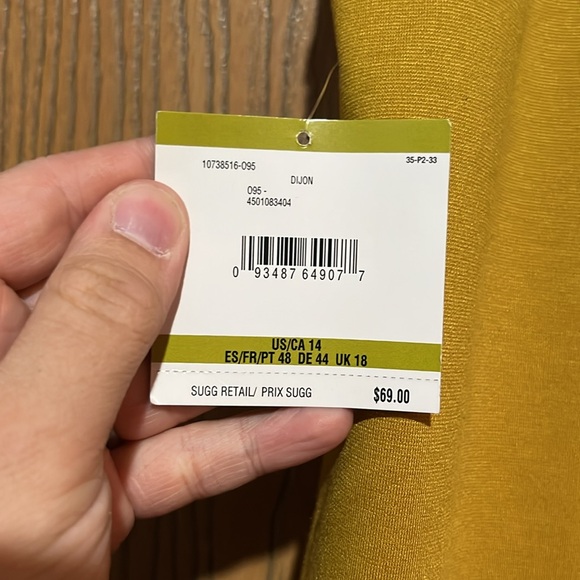 10738516-095 35-P2-33
DIJON
095 -
4501083404
0 93487 64907 7
US/CA 14
ES/FR/PT 48 DE 44 UK 18
SUGG RETAIL/ PRIX SUGG $69.00